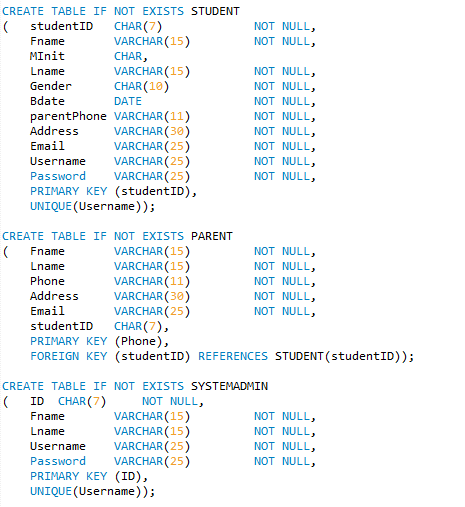 CREATE TABLE IF NOT EXISTS STUDENT
( studentID CHAR(7) NOT NULL,
Fname VARCHAR(15) NOT NULL,
MInit CHAR,
Lname VARCHAR(15) NOT NULL,
Gender CHAR(10) NOT NULL,
Bdate DATE NOT NULL,
parentPhone VARCHAR(11) NOT NULL,
Address VARCHAR(30) NOT NULL,
Email VARCHAR(25) NOT NULL,
Username VARCHAR(25) NOT NULL,
Password VARCHAR(25) NOT NULL,
PRIMARY KEY (studentID),
UNIQUE(Username));
CREATE TABLE IF NOT EXISTS PARENT
( Fname VARCHAR(15) NOT NULL,
Lname VARCHAR(15) NOT NULL,
Phone VARCHAR(11) NOT NULL,
Address VARCHAR(30) NOT NULL,
Email VARCHAR(25) NOT NULL,
studentID CHAR(7),
PRIMARY KEY (Phone),
FOREIGN KEY (studentID) REFERENCES STUDENT(studentID));
CREATE TABLE IF NOT EXISTS SYSTEMADMIN
( ID CHAR(7) NOT NULL,
Fname VARCHAR(15) NOT NULL,
Lname VARCHAR(15) NOT NULL,
Username VARCHAR(25) NOT NULL,
Password VARCHAR(25) NOT NULL,
PRIMARY KEY (ID),
UNIQUE(Username));